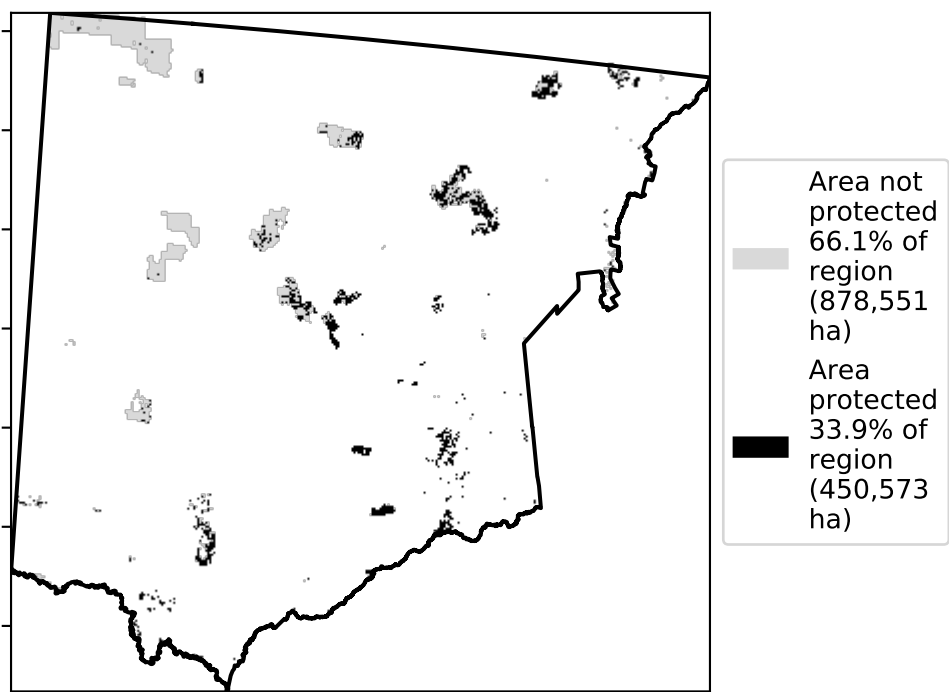 Area not
protected
66.1% of
region
(878,551
ha)
Area
protected
33.9% of
region
(450,573
ha)